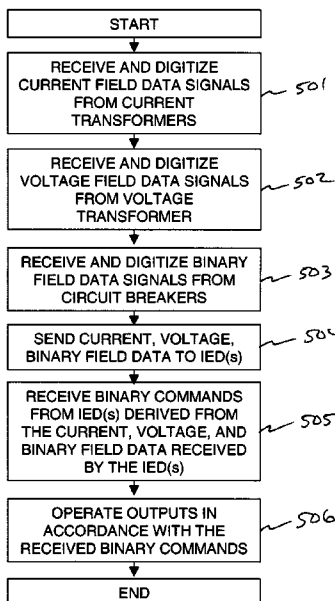 START
RECEIVE AND DIGITIZE
CURRENT FIELD DATA SIGNALS
FROM CURRENT
TRANSFORMERS
501
RECEIVE AND DIGITIZE
VOLTAGE FIELD DATA SIGNALS
FROM VOLTAGE
TRANSFORMER
502
RECEIVE AND DIGITIZE BINARY
FIELD DATA SIGNALS FROM
CIRCUIT BREAKERS
503
SEND CURRENT, VOLTAGE,
BINARY FIELD DATA TO IED(s)
RECEIVE BINARY COMMANDS
FROM IED(s) DERIVED FROM
THE CURRENT, VOLTAGE, AND
BINARY FIELD DATA RECEIVED
BY THE IED(s)
505
OPERATE OUTPUTS IN
ACCORDANCE WITH THE
RECEIVED BINARY COMMANDS
506
END